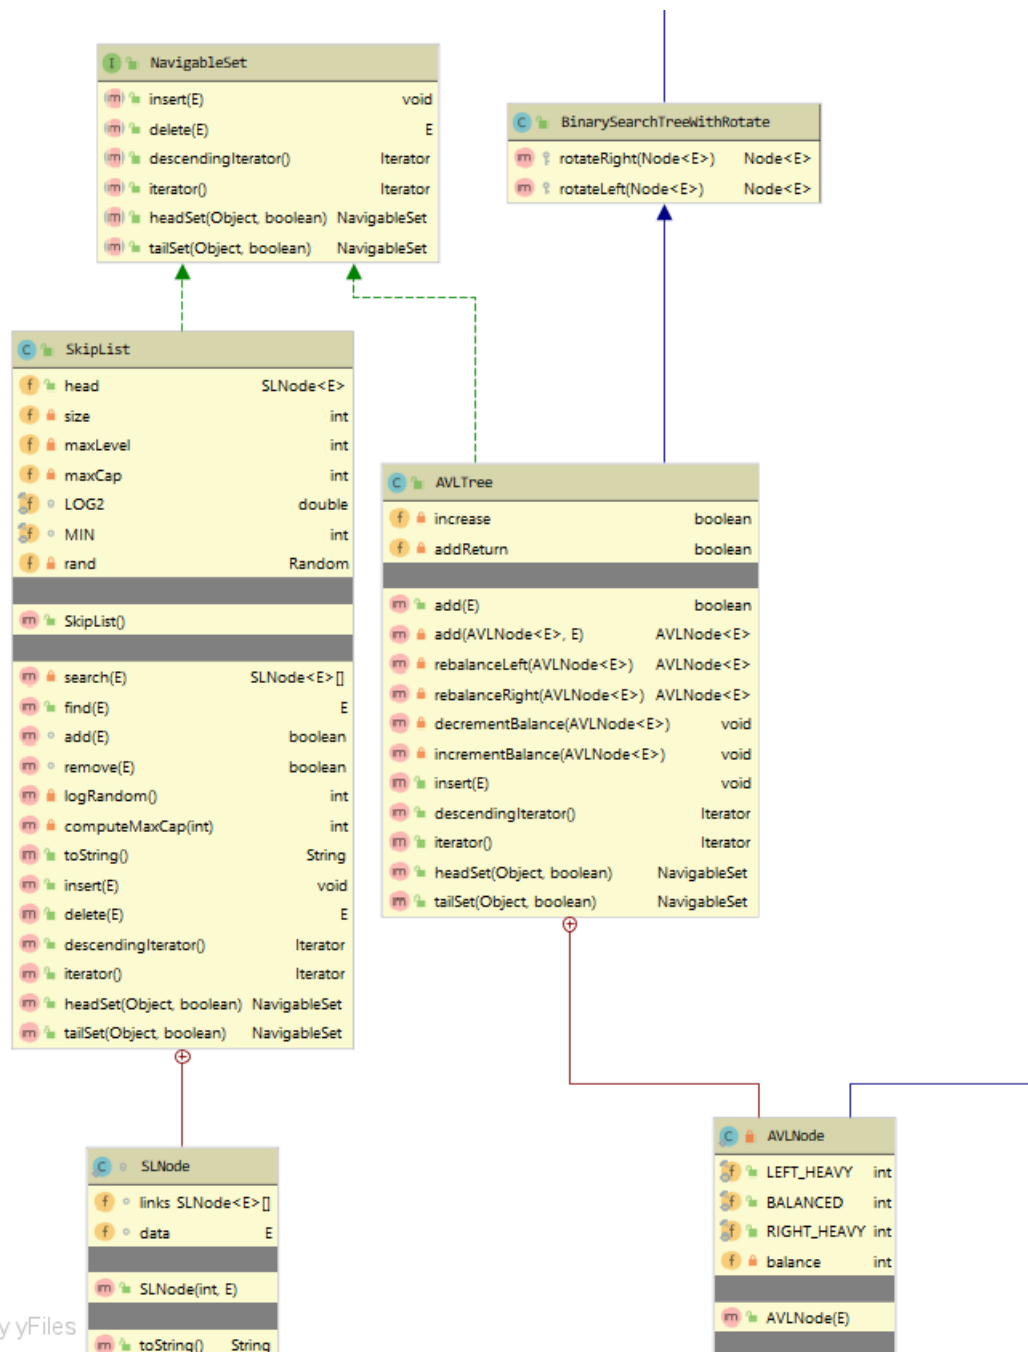 NavigableSet
insert(E) void
delete(E) E
descendingIterator() Iterator
iterator() Iterator
headSet(Object, boolean) NavigableSet
tailSet(Object, boolean) NavigableSet
BinarySearchTreeWithRotate
rotateRight(Node<E>) Node<E>
rotateLeft(Node<E>) Node<E>
SkipList
head SLNode<E>
size int
maxLevel int
maxCap int
LOG2 double
MIN int
rand Random
SkipList()
search(E) SLNode<E>[]
find(E) E
add(E) boolean
remove(E) boolean
logRandom() int
computeMaxCap(int) int
toString() String
insert(E) void
delete(E) E
descendingIterator() Iterator
iterator() Iterator
headSet(Object, boolean) NavigableSet
tailSet(Object, boolean) NavigableSet
AVLTree
increase boolean
addReturn boolean
add(E) boolean
add(AVLNode<E>, E) AVLNode<E>
rebalanceLeft(AVLNode<E>) AVLNode<E>
rebalanceRight(AVLNode<E>) AVLNode<E>
decrementBalance(AVLNode<E>) void
incrementBalance(AVLNode<E>) void
insert(E) void
descendingIterator() Iterator
iterator() Iterator
headSet(Object, boolean) NavigableSet
tailSet(Object, boolean) NavigableSet
SLNode
links SLNode<E>[]
data E
SLNode(int, E)
toString() String
AVLNode
LEFT_HEAVY int
BALANCED int
RIGHT_HEAVY int
balance int
AVLNode(E)
y yFiles